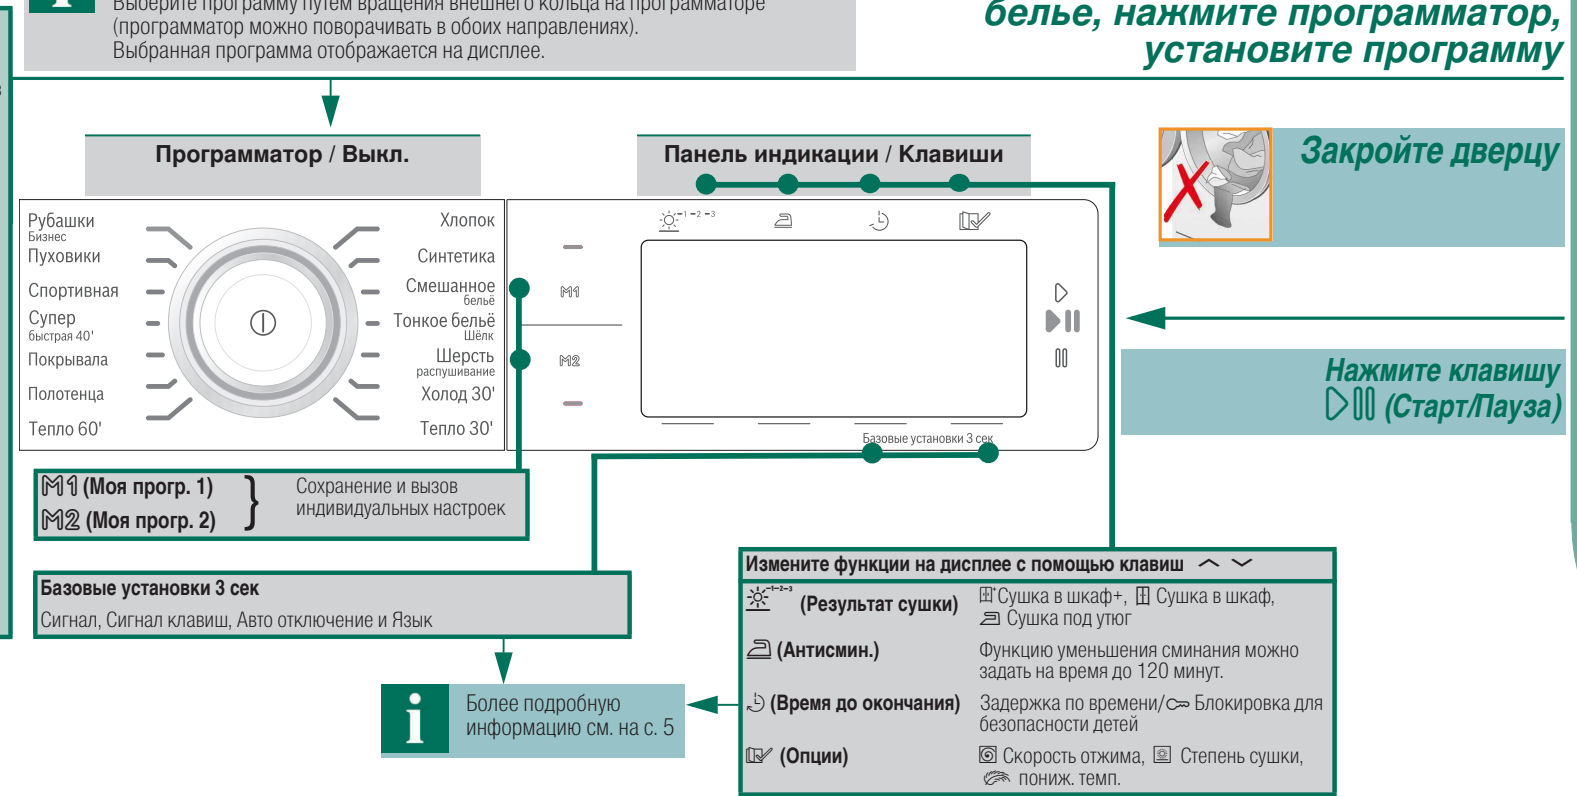 Выберите программу путем вращения внешнего кольца на программаторе
(программатор можно поворачивать в обоих направлениях).
Выбранная программа отображается на дисплее.
белье, нажмите программатор,
установите программу
Программатор / Выкл.
Панель индикации / Клавиши
Закройте дверцу
Рубашки
Бизнес
Пуховики
Спортивная
Супер
быстрая 40'
Покрывала
Полотенца
Тепло 60'
Хлопок
Синтетика
Смешанное
бельё
Тонкое бельё
Шёлк
Шерсть
распушивание
Холод 30'
Тепло 30'
-1 -2 -3
M1
M2
Базовые установки 3 сек
Нажмите клавишу
(Старт/Пауза)
M1 (Моя прогр. 1)
M2 (Моя прогр. 2)
Сохранение и вызов
индивидуальных настроек
Базовые установки 3 сек
Сигнал, Сигнал клавиш, Авто отключение и Язык
i Более подробную
информацию см. на с. 5
Измените функции на дисплее с помощью клавиш
-1-2-3 (Результат сушки) Сушка в шкаф+, Сушка в шкаф,
Сушка под утюг
(Антисмин.) Функцию уменьшения сминания можно
задать на время до 120 минут.
(Время до окончания) Задержка по времени/ Блокировка для
безопасности детей
(Опции) Скорость отжима, Степень сушки,
пониж. темп.